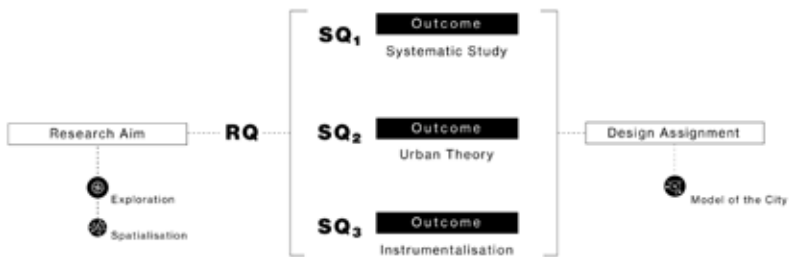 SQ₁
Outcome
Systematic Study
Research Aim
RQ
SQ₂
Outcome
Urban Theory
Design Assignment
Exploration
Spatialisation
Model of the City
SQ₃
Outcome
Instrumentalisation